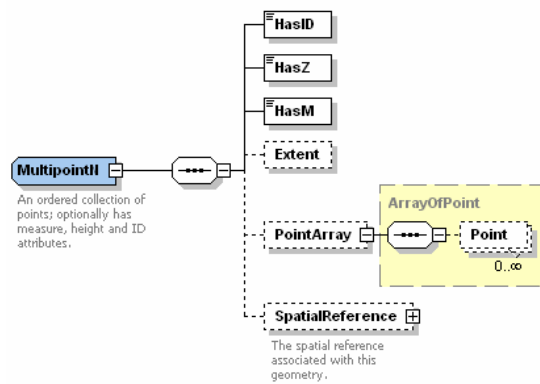 HasID
HasZ
HasM
Extent
MultipointN
An ordered collection of
points; optionally has
measure, height and ID
attributes.
ArrayOfPoint
PointArray
Point
0..∞
SpatialReference
The spatial reference
associated with this
geometry.